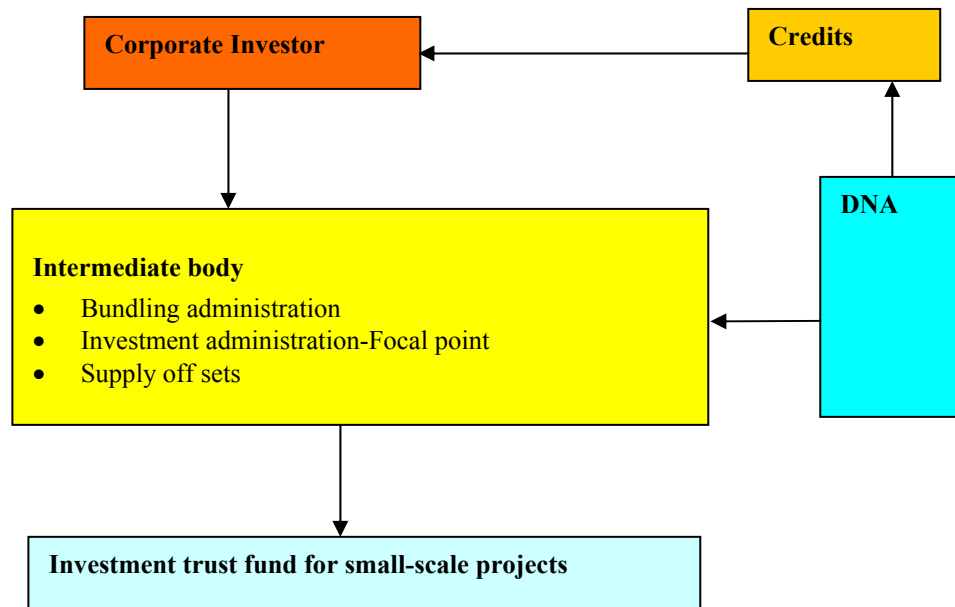 Corporate Investor
Credits
DNA
Intermediate body
• Bundling administration
• Investment administration-Focal point
• Supply off sets
Investment trust fund for small-scale projects